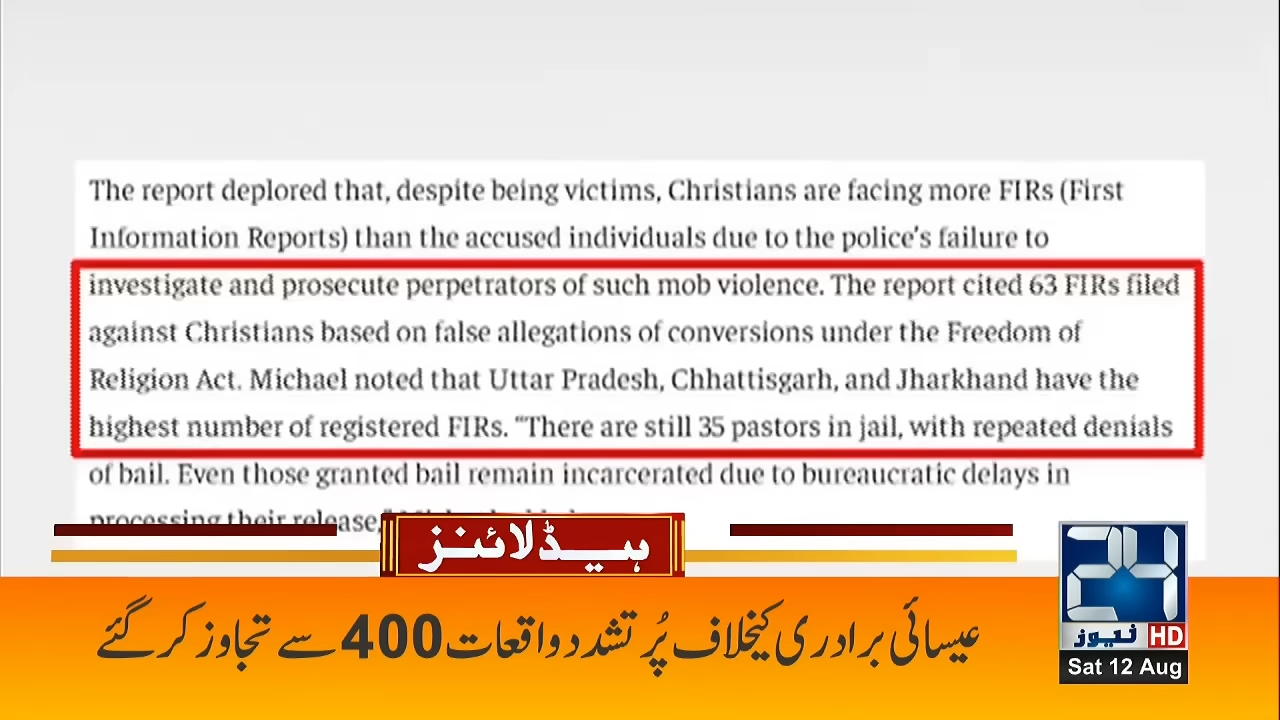 The report deplored that, despite being victims, Christians are facing more FIRs (First
Information Reports) than the accused individuals due to the police's failure to
investigate and prosecute perpetrators of such mob violence. The report cited 63 FIRs filed
against Christians based on false allegations of conversions under the Freedom of
Religion Act. Michael noted that Uttar Pradesh, Chhattisgarh, and Jharkhand have the
highest number of registered FIRs. “There are still 35 pastors in jail, with repeated denials
of bail. Even those granted bail remain incarcerated due to bureaucratic delays in
processing their release,
ہیڈلائنز
عیسائی برادری کیخلاف پُر تشدد واقعات 400 سے تجاوز کر گئے
24
نیوز HD
Sat 12 Aug